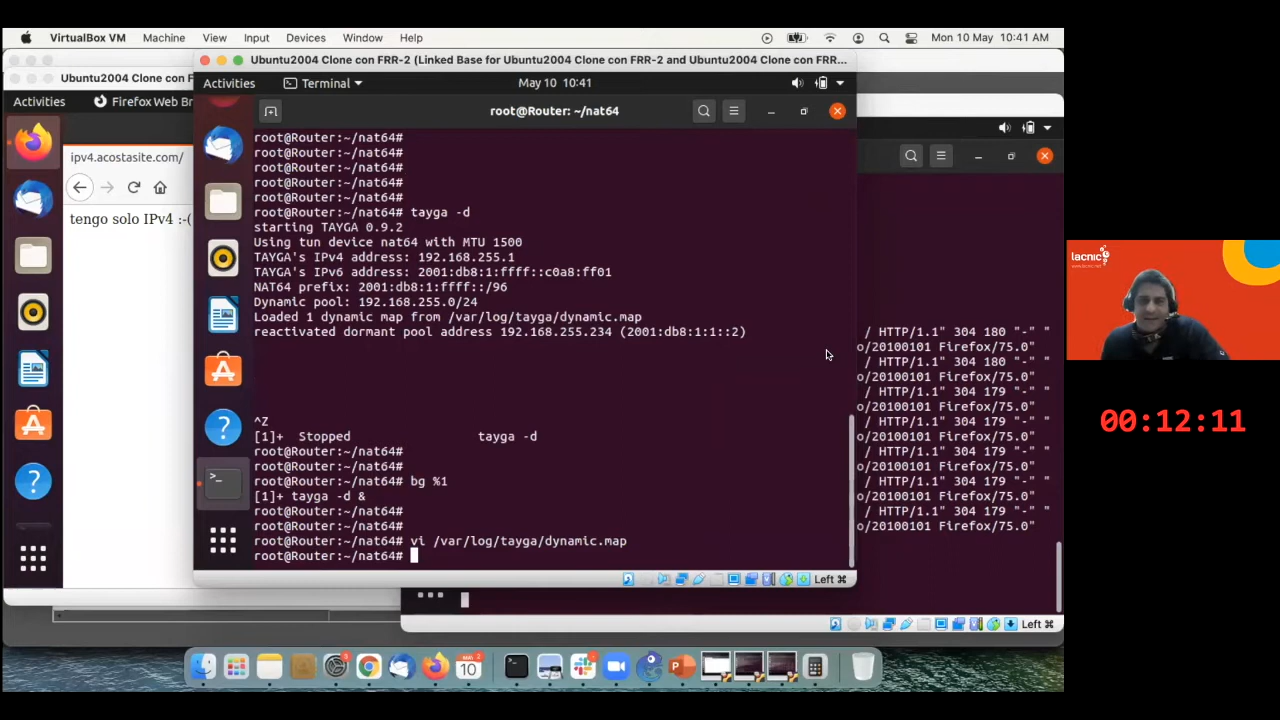 VirtualBox VM Machine View Input Devices Window Help Mon 10 May 10:41 AM
Ubuntu2004 Clone con FRR-2 (Linked Base for Ubuntu2004 Clone con FRR-2 and Ubuntu2004 Clone con FRR...
Ubuntu2004 Clone con F
Activities Terminal May 10 10:41
Activities Firefox Web Br
root@Router: ~/nat64
ipv4.acostasite.com/
tengo solo IPv4 :-(
root@Router:~/nat64#
root@Router:~/nat64#
root@Router:~/nat64#
root@Router:~/nat64#
root@Router:~/nat64#
root@Router:~/nat64# tayga -d
starting TAYGA 0.9.2
Using tun device nat64 with MTU 1500
TAYGA's IPv4 address: 192.168.255.1
TAYGA's IPv6 address: 2001:db8:1:ffff::c0a8:ff01
NAT64 prefix: 2001:db8:1:ffff::/96
Dynamic pool: 192.168.255.0/24
Loaded 1 dynamic map from /var/log/tayga/dynamic.map
reactivated dormant pool address 192.168.255.234 (2001:db8:1:1::2)
^Z
[1]+ Stopped tayga -d
root@Router:~/nat64#
root@Router:~/nat64#
root@Router:~/nat64# bg %1
[1]+ tayga -d &
root@Router:~/nat64#
root@Router:~/nat64#
root@Router:~/nat64# vi /var/log/tayga/dynamic.map
root@Router:~/nat64#
Left ⌘
/ HTTP/1.1" 304 180 "-" "
o/20100101 Firefox/75.0"
/ HTTP/1.1" 304 180 "-" "
o/20100101 Firefox/75.0"
/ HTTP/1.1" 304 179 "-" "
o/20100101 Firefox/75.0"
/ HTTP/1.1" 304 179 "-" "
o/20100101 Firefox/75.0"
/ HTTP/1.1" 304 179 "-" "
o/20100101 Firefox/75.0"
/ HTTP/1.1" 304 179 "-" "
o/20100101 Firefox/75.0"
/ HTTP/1.1" 304 179 "-" "
o/20100101 Firefox/75.0"
Left ⌘
lacnic
00:12:11
MAY
10